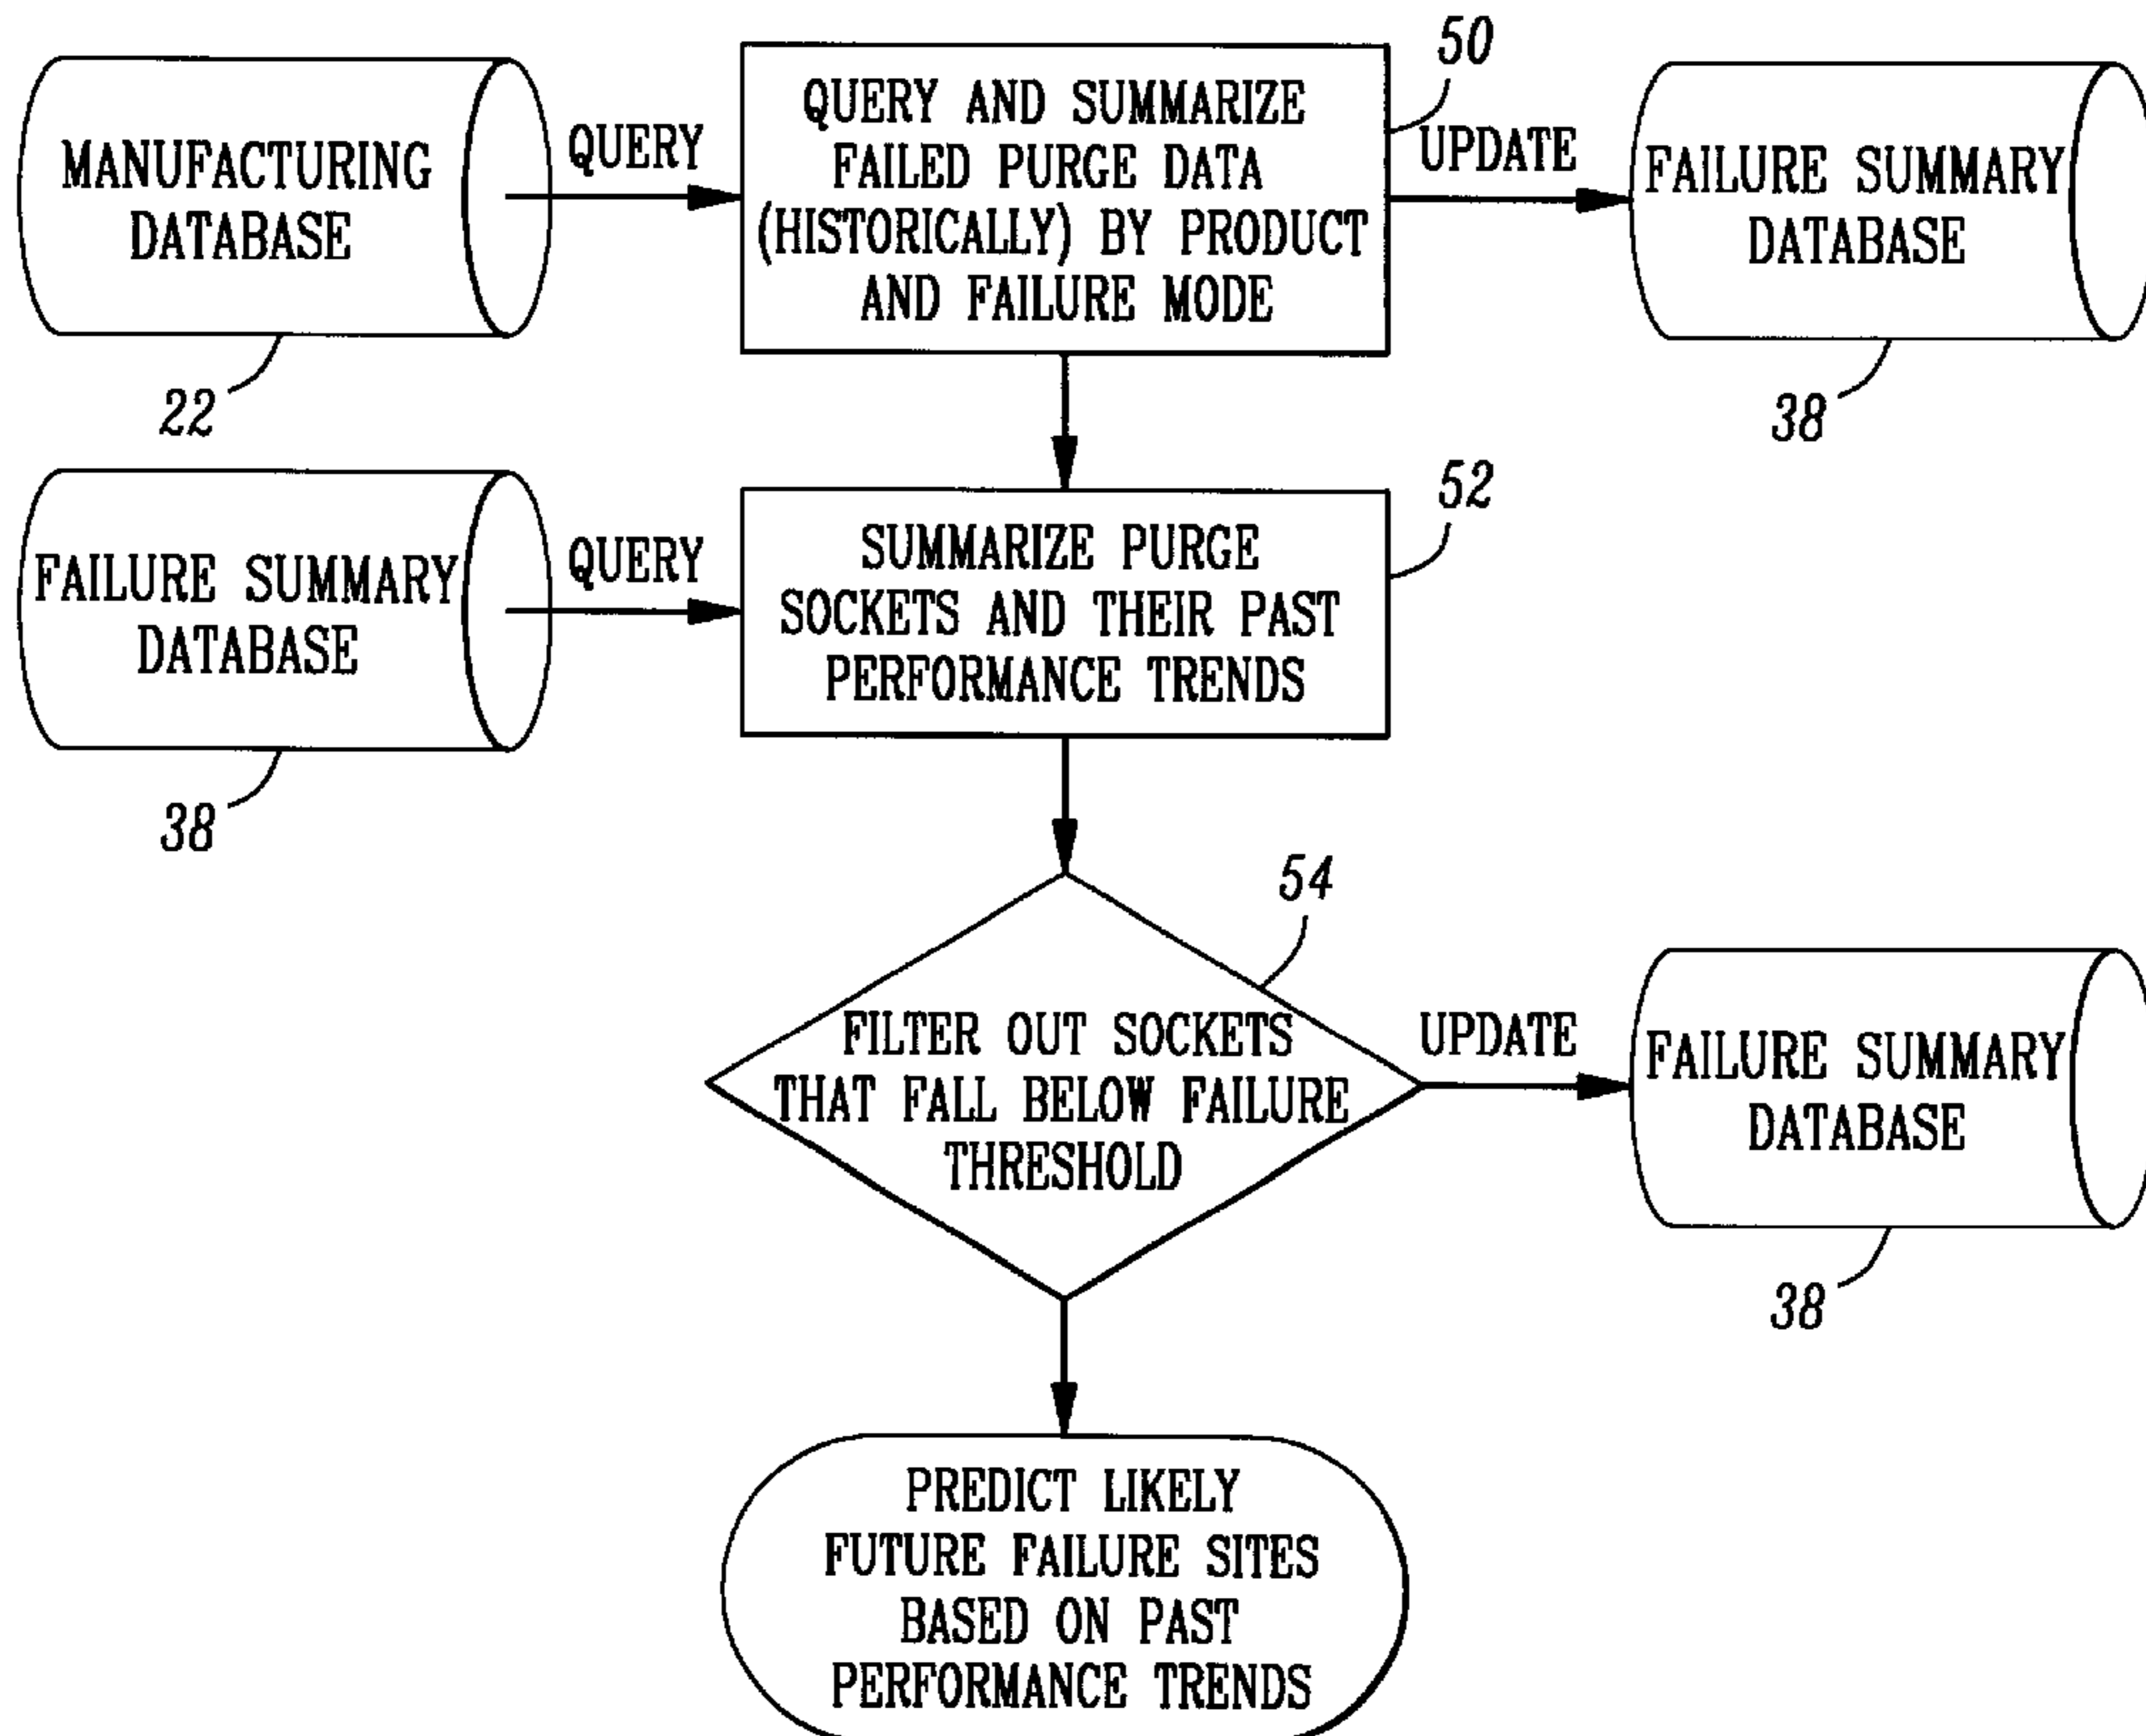 50
MANUFACTURING
DATABASE
22
QUERY
QUERY AND SUMMARIZE
FAILED PURGE DATA
(HISTORICALLY) BY PRODUCT
AND FAILURE MODE
UPDATE
FAILURE SUMMARY
DATABASE
38
FAILURE SUMMARY
DATABASE
38
QUERY
52
SUMMARIZE PURGE
SOCKETS AND THEIR PAST
PERFORMANCE TRENDS
54
FILTER OUT SOCKETS
THAT FALL BELOW FAILURE
THRESHOLD
UPDATE
FAILURE SUMMARY
DATABASE
38
PREDICT LIKELY
FUTURE FAILURE SITES
BASED ON PAST
PERFORMANCE TRENDS